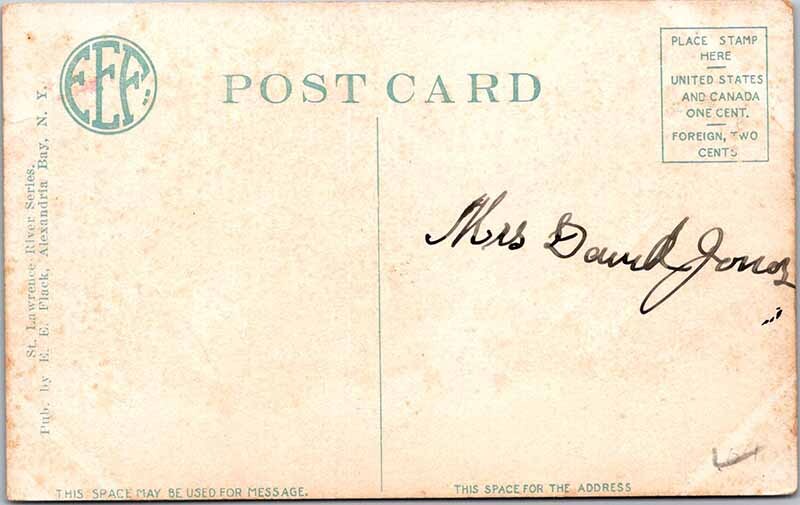 EEF
POST CARD
PLACE STAMP
HERE
UNITED STATES
AND CANADA
ONE CENT.
FOREIGN, TWO
CENTS
St. Lawrence River Series.
Pub. by E. E. Flack, Alexandria Bay, N. Y.
Mrs David Jones
THIS SPACE MAY BE USED FOR MESSAGE.
THIS SPACE FOR THE ADDRESS